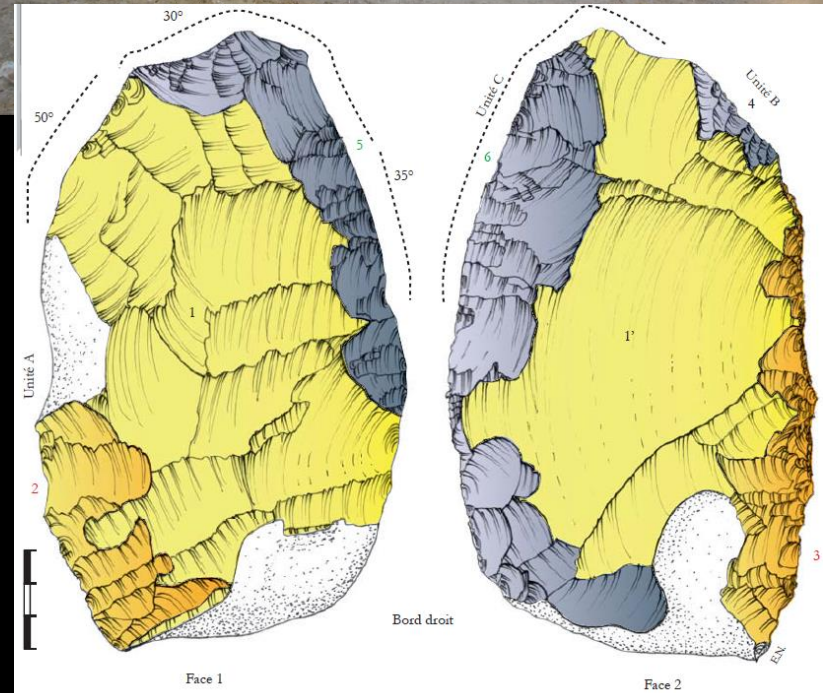 30°
50°
5
35°
1
Unité A
2
Face 1
Bord droit
Unité C
6
Unité B
4
1'
3
E.N.
Face 2